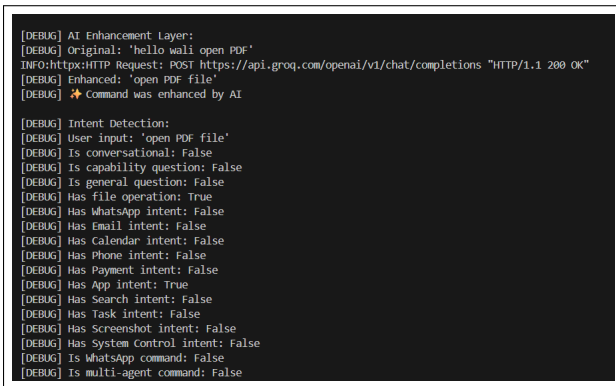 [DEBUG] AI Enhancement Layer:
[DEBUG] Original: 'hello wali open PDF'
INFO:httpx:HTTP Request: POST https://api.groq.com/openai/v1/chat/completions "HTTP/1.1 200 OK"
[DEBUG] Enhanced: 'open PDF file'
[DEBUG] ✨ Command was enhanced by AI
[DEBUG] Intent Detection:
[DEBUG] User input: 'open PDF file'
[DEBUG] Is conversational: False
[DEBUG] Is capability question: False
[DEBUG] Is general question: False
[DEBUG] Has file operation: True
[DEBUG] Has WhatsApp intent: False
[DEBUG] Has Email intent: False
[DEBUG] Has Calendar intent: False
[DEBUG] Has Phone intent: False
[DEBUG] Has Payment intent: False
[DEBUG] Has App intent: True
[DEBUG] Has Search intent: False
[DEBUG] Has Task intent: False
[DEBUG] Has Screenshot intent: False
[DEBUG] Has System Control intent: False
[DEBUG] Is WhatsApp command: False
[DEBUG] Is multi-agent command: False